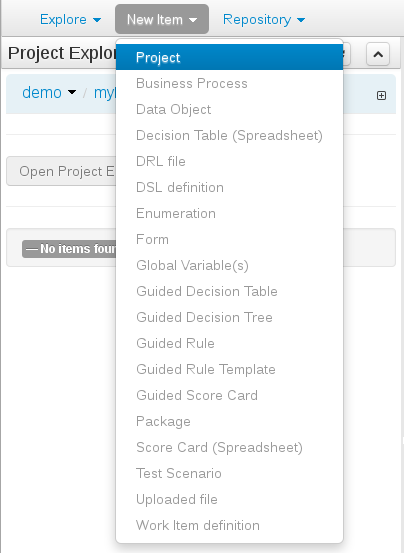 Explore New Item Repository
Project Explo
demo / my
Open Project E
— No items foun
Project
Business Process
Data Object
Decision Table (Spreadsheet)
DRL file
DSL definition
Enumeration
Form
Global Variable(s)
Guided Decision Table
Guided Decision Tree
Guided Rule
Guided Rule Template
Guided Score Card
Package
Score Card (Spreadsheet)
Test Scenario
Uploaded file
Work Item definition